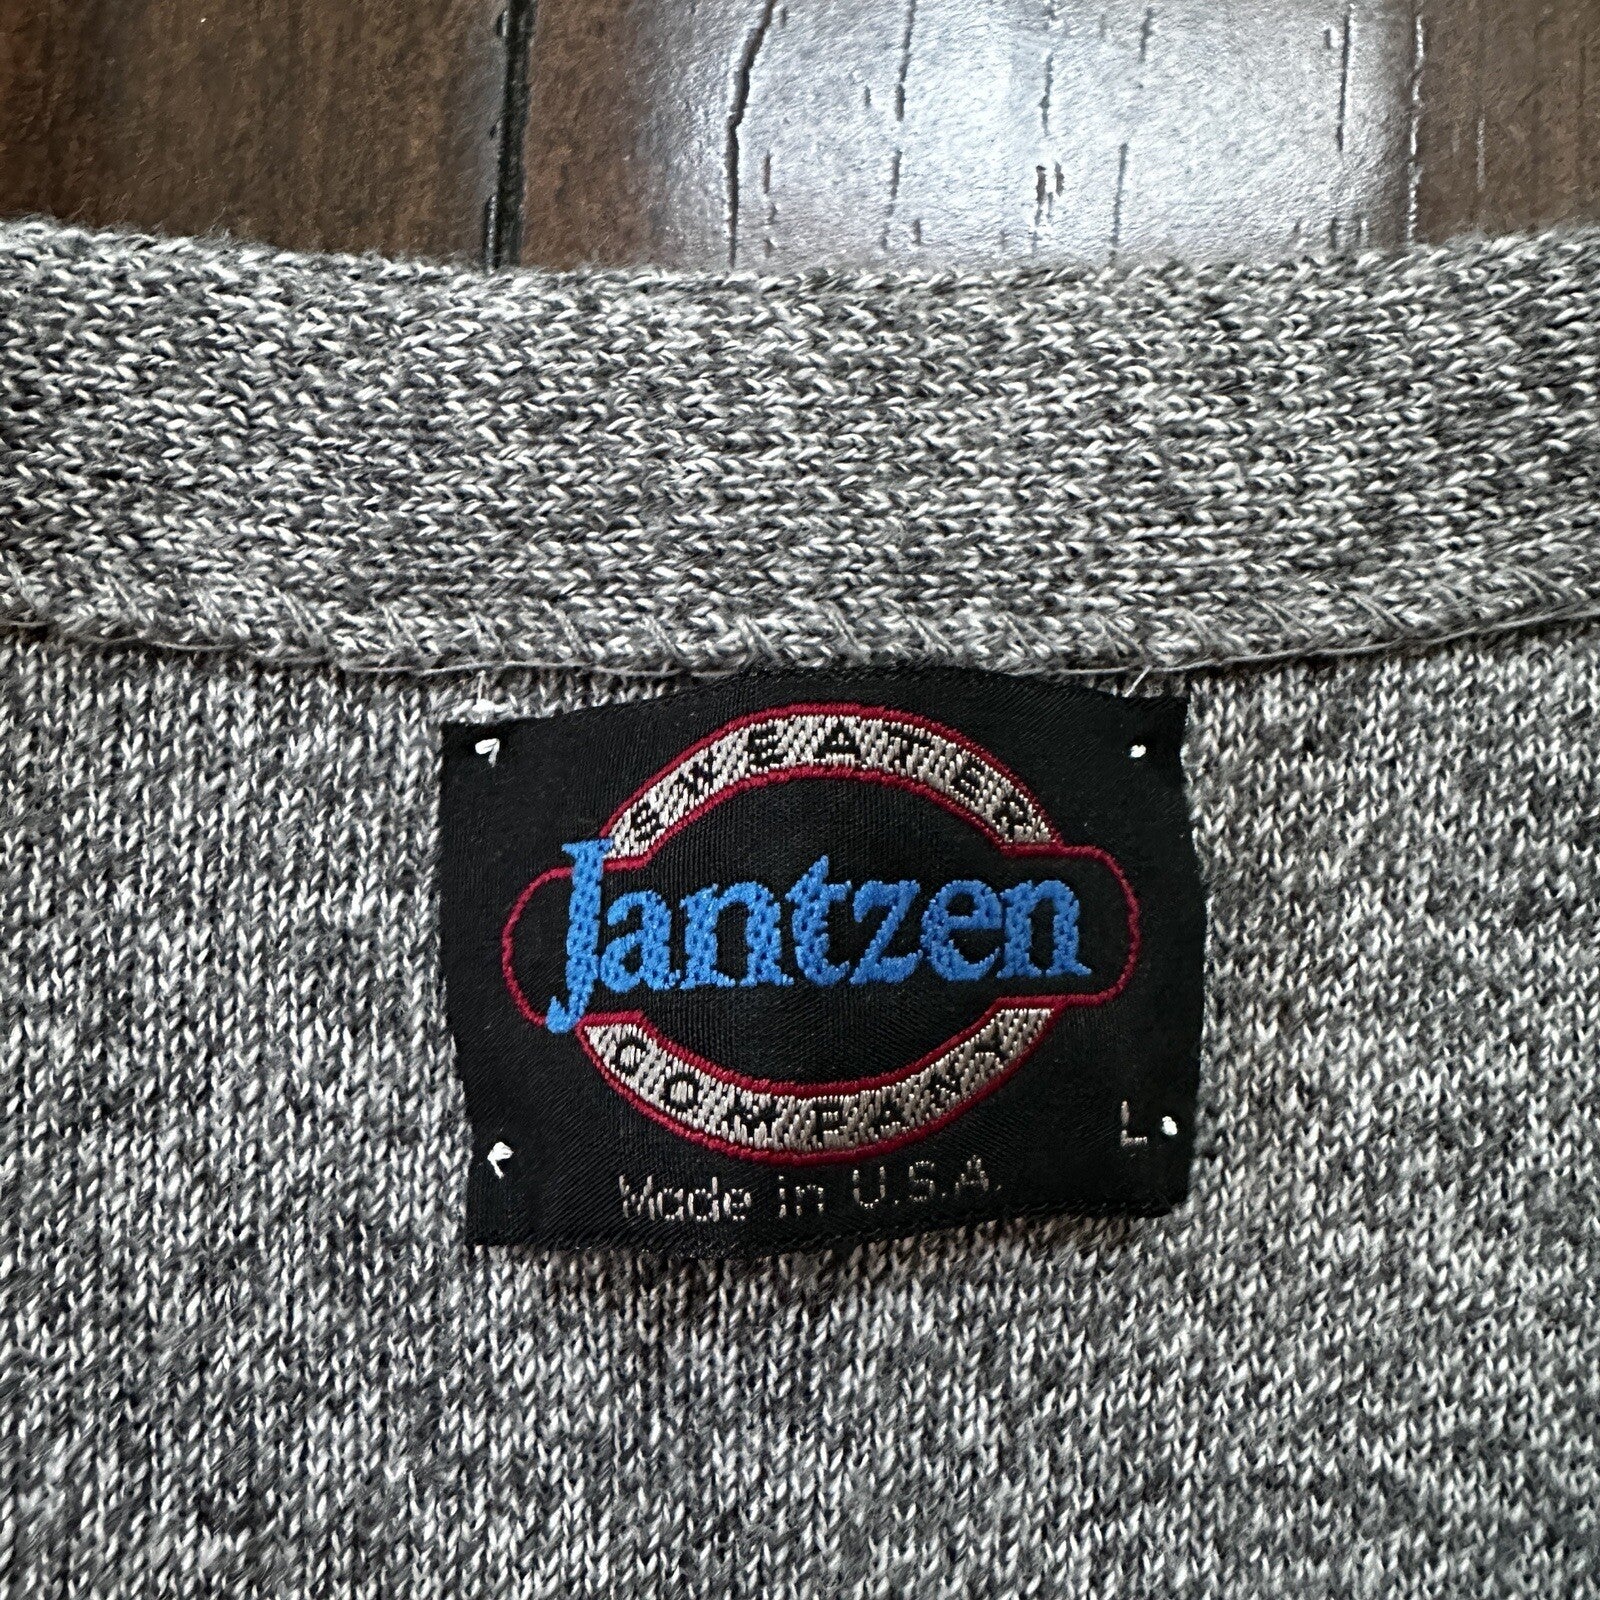 SWEATER
Jantzen
COMPANY
Made in U.S.A.
L